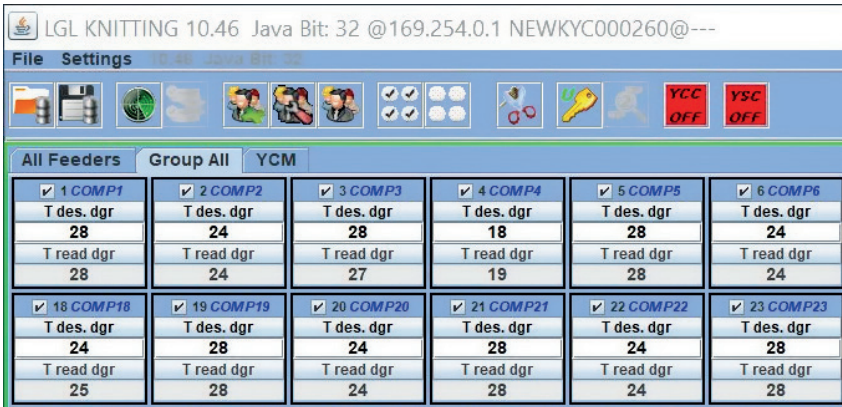 LGL KNITTING 10.46 Java Bit: 32 @169.254.0.1 NEWKYC000260@---
File Settings 10.46 Java Bit: 32
U YCC OFF YSC OFF
All Feeders Group All YCM
1 COMP1 2 COMP2 3 COMP3 4 COMP4 5 COMP5 6 COMP6
T des. dgr T des. dgr T des. dgr T des. dgr T des. dgr T des. dgr
28 24 28 18 28 24
T read dgr T read dgr T read dgr T read dgr T read dgr T read dgr
28 24 27 19 28 24
18 COMP18 19 COMP19 20 COMP20 21 COMP21 22 COMP22 23 COMP23
T des. dgr T des. dgr T des. dgr T des. dgr T des. dgr T des. dgr
24 28 24 28 24 28
T read dgr T read dgr T read dgr T read dgr T read dgr T read dgr
25 28 24 28 24 28